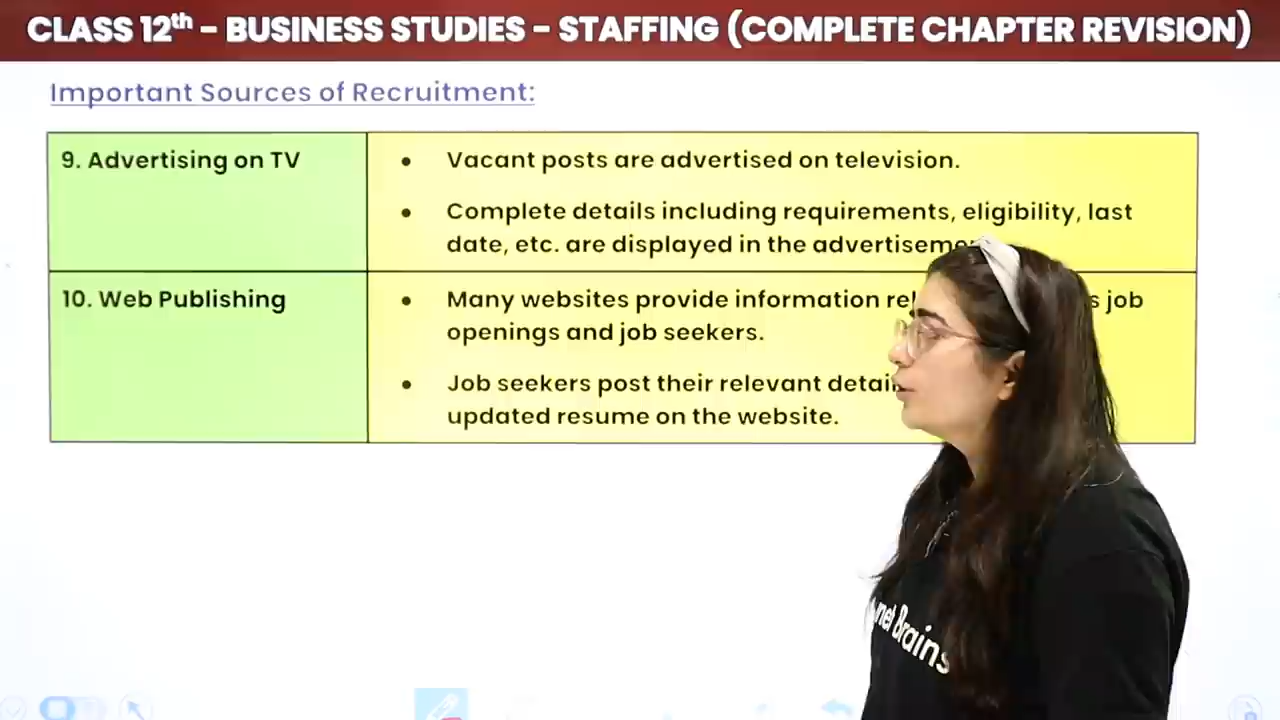 CLASS 12th – BUSINESS STUDIES – STAFFING (COMPLETE CHAPTER REVISION)
Important Sources of Recruitment:
9. Advertising on TV
• Vacant posts are advertised on television.
• Complete details including requirements, eligibility, last
date, etc. are displayed in the
10. Web Publishing
• Many websites provide information job
openings and job seekers.
• Job seekers post their relevant
updated resume on the website.
Brains